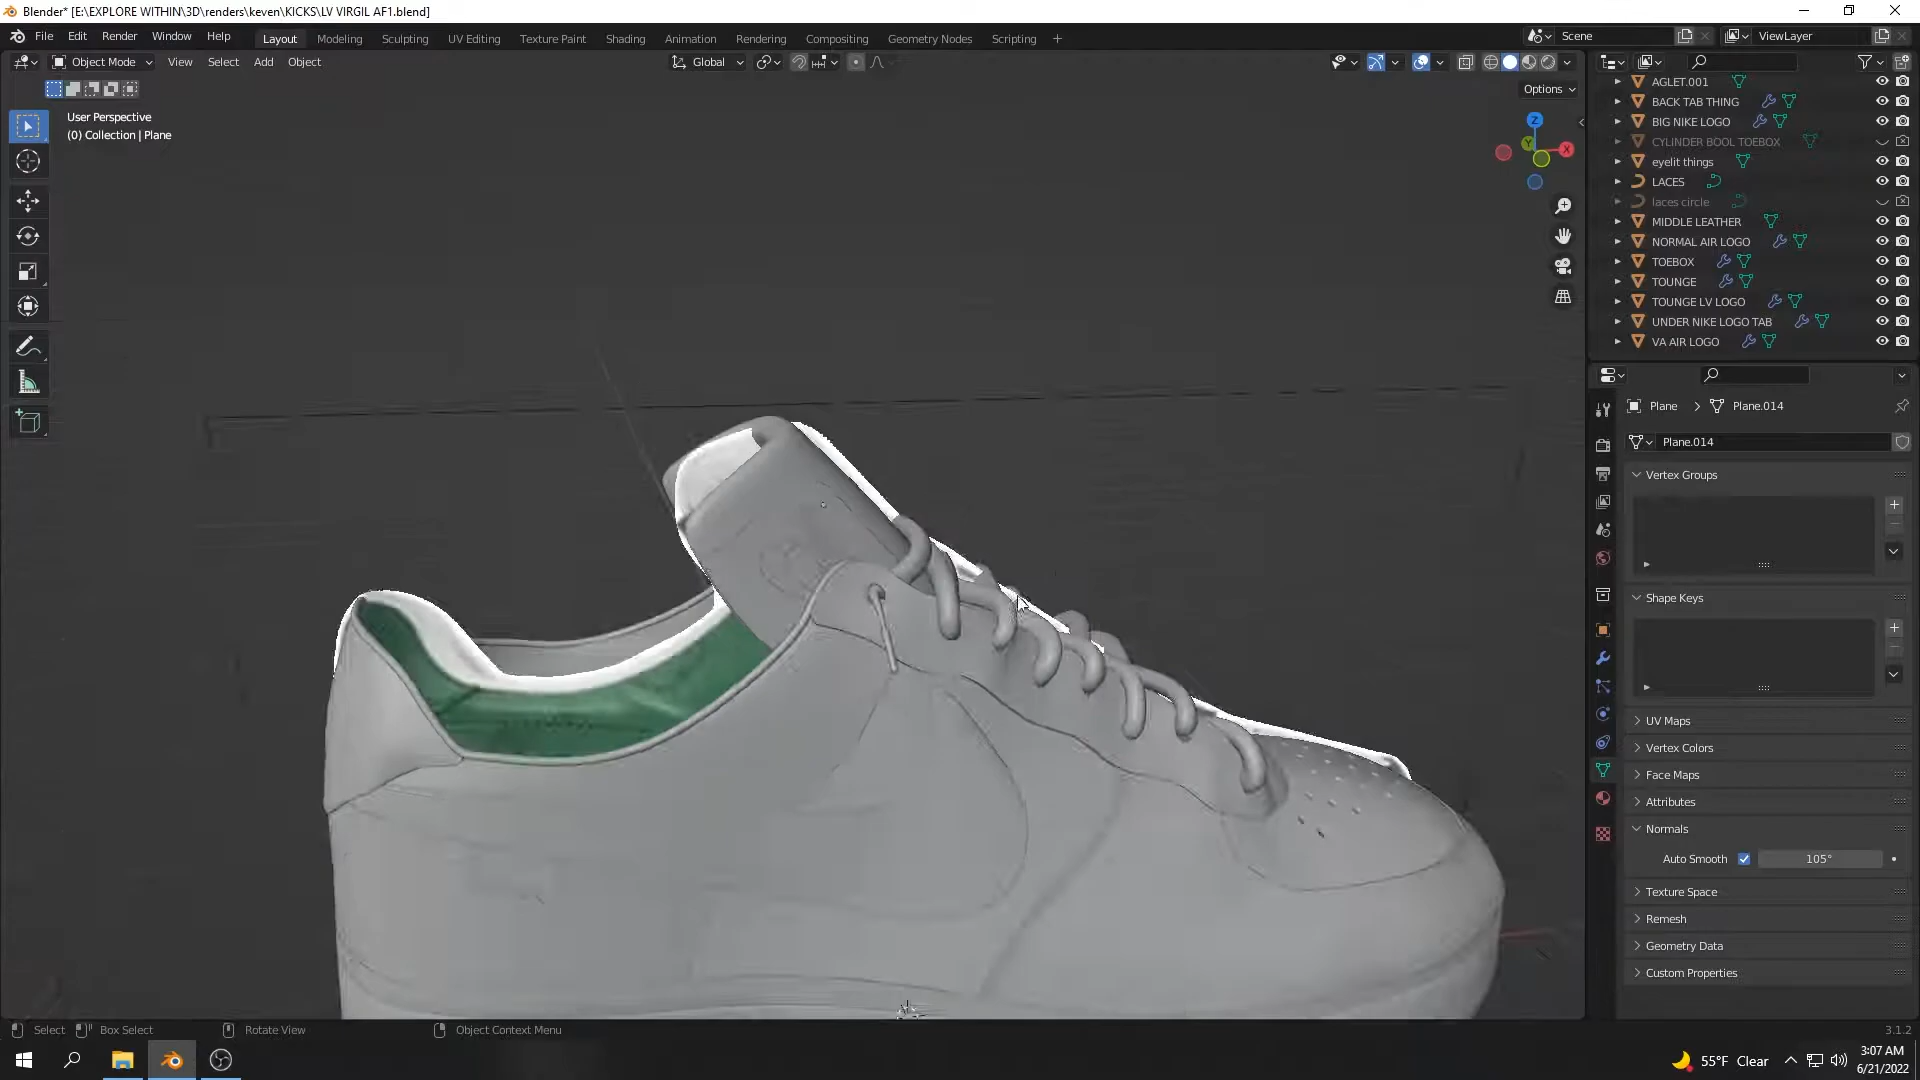 Blender* [E:\EXPLORE WITHIN\3D\renders\keven\KICKS\LV VIRGIL AF1.blend]
File Edit Render Window Help
Layout Modeling Sculpting UV Editing Texture Paint Shading Animation Rendering Compositing Geometry Nodes Scripting +
Scene
ViewLayer
Object Mode View Select Add Object
Global
Options
User Perspective
(0) Collection | Plane
Z
Y
X
AGLET.001
BACK TAB THING
BIG NIKE LOGO
CYLINDER BOOL TOEBOX
eyelit things
LACES
laces circle
MIDDLE LEATHER
NORMAL AIR LOGO
TOEBOX
TOUNGE
TOUNGE LV LOGO
UNDER NIKE LOGO TAB
VA AIR LOGO
Plane > Plane.014
Plane.014
Vertex Groups
Shape Keys
UV Maps
Vertex Colors
Face Maps
Attributes
Normals
Auto Smooth 105°
Texture Space
Remesh
Geometry Data
Custom Properties
Select Box Select Rotate View Object Context Menu
3.1.2
55°F Clear
3:07 AM
6/21/2022